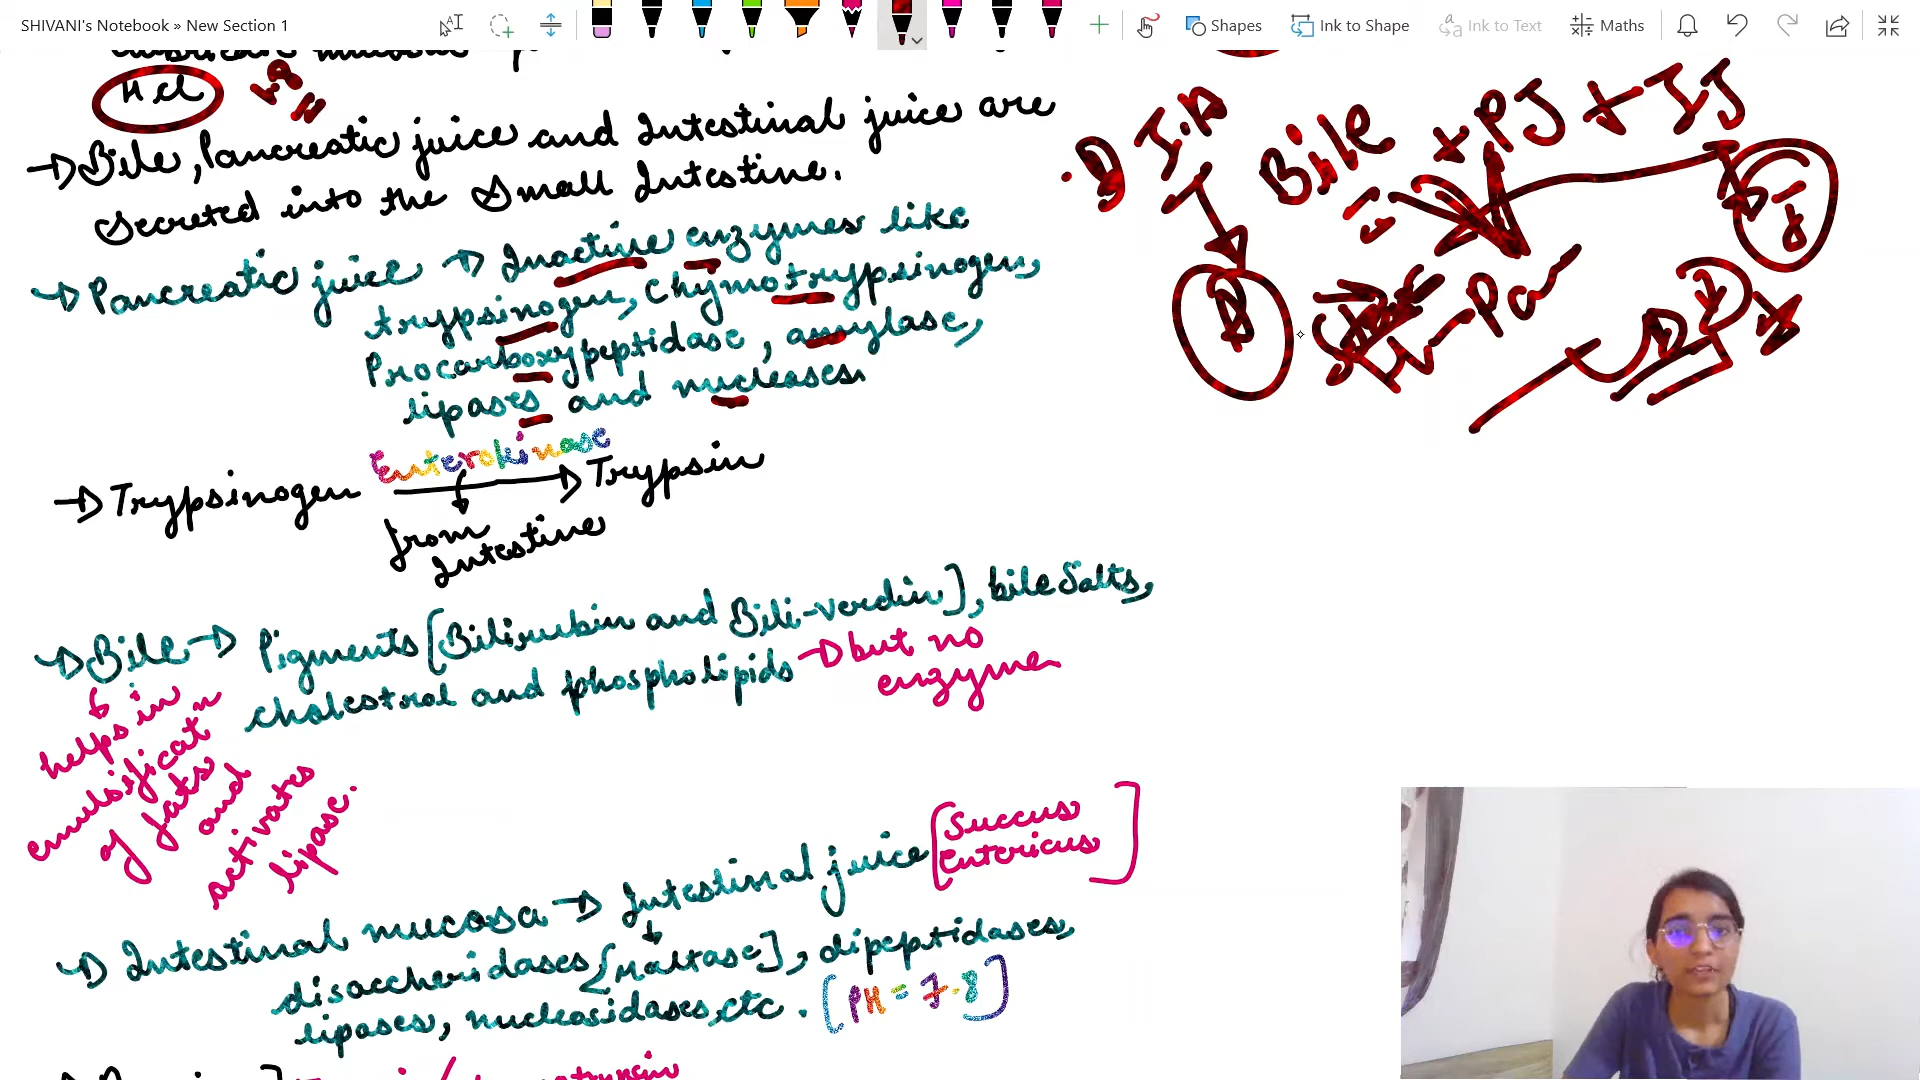 SHIVANI's Notebook » New Section 1
Shapes
Ink to Shape
Ink to Text
Maths
HCl
→ Bile, Pancreatic juice and Intestinal juice are
secreted into the Small Intestine.
→ Pancreatic juice → Inactive enzymes like
trypsinogen, Chymotrypsinogen,
Procarboxypeptidase, amylase,
lipases and nucleases
Enterokinase
→ Trypsinogen → Trypsin
from
Intestine
→ Bile → Pigments [Bilirubin and Bili-verdin], bile Salts,
cholestrol and phospholipids → but no
enzyme
helps in
emulsificatn
of fats
and
activates
lipase.
→ Intestinal mucosa → Intestinal juice [Succus
Entericus]
disaccheridases [Maltase], dipeptidases,
lipases, nucleosidases, etc. [PH = 7.8]
Bile + PJ + IJ